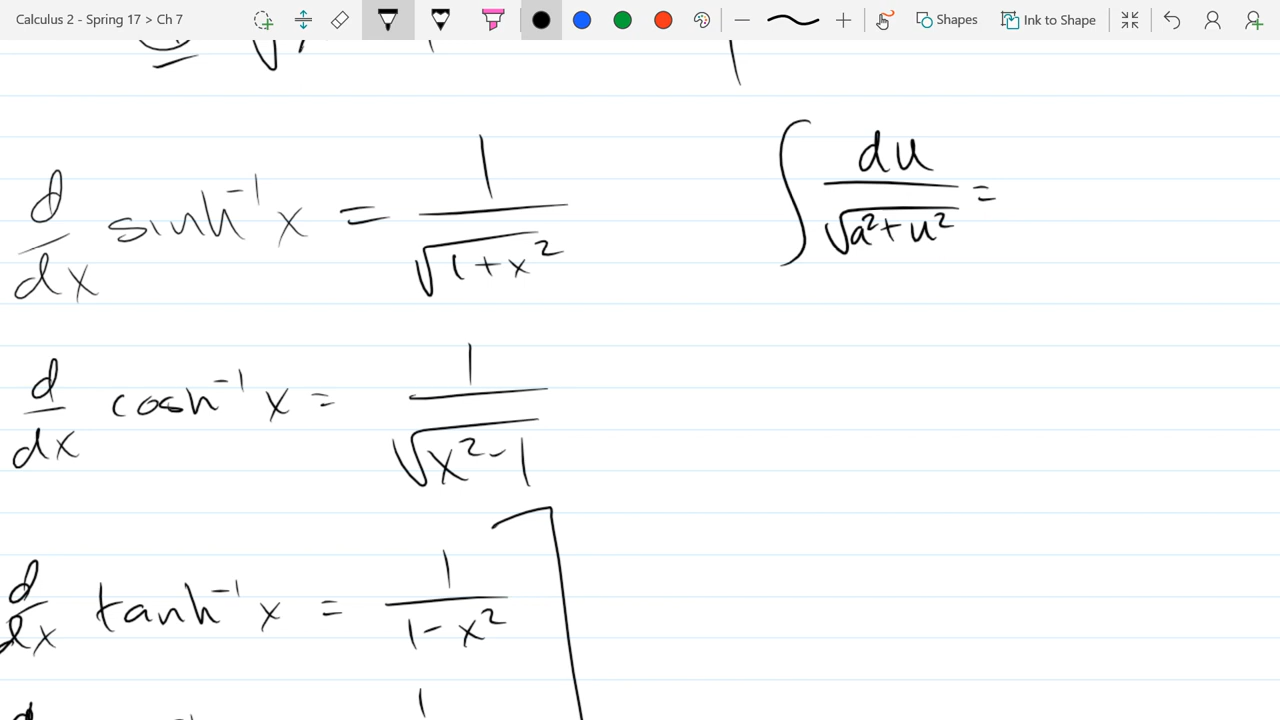 Calculus 2 - Spring 17 > Ch 7
Shapes
Ink to Shape
d/dx sinh⁻¹ x = 1/√(1+x²)
∫ du/√(a²+u²) =
d/dx cosh⁻¹ x = 1/√(x²-1)
d/dx tanh⁻¹ x = 1/(1-x²)